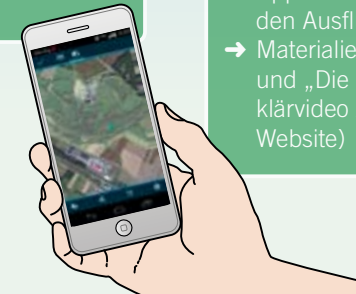 den Ausfl
➜ Materialie
und „Die
klärvideo
Website)